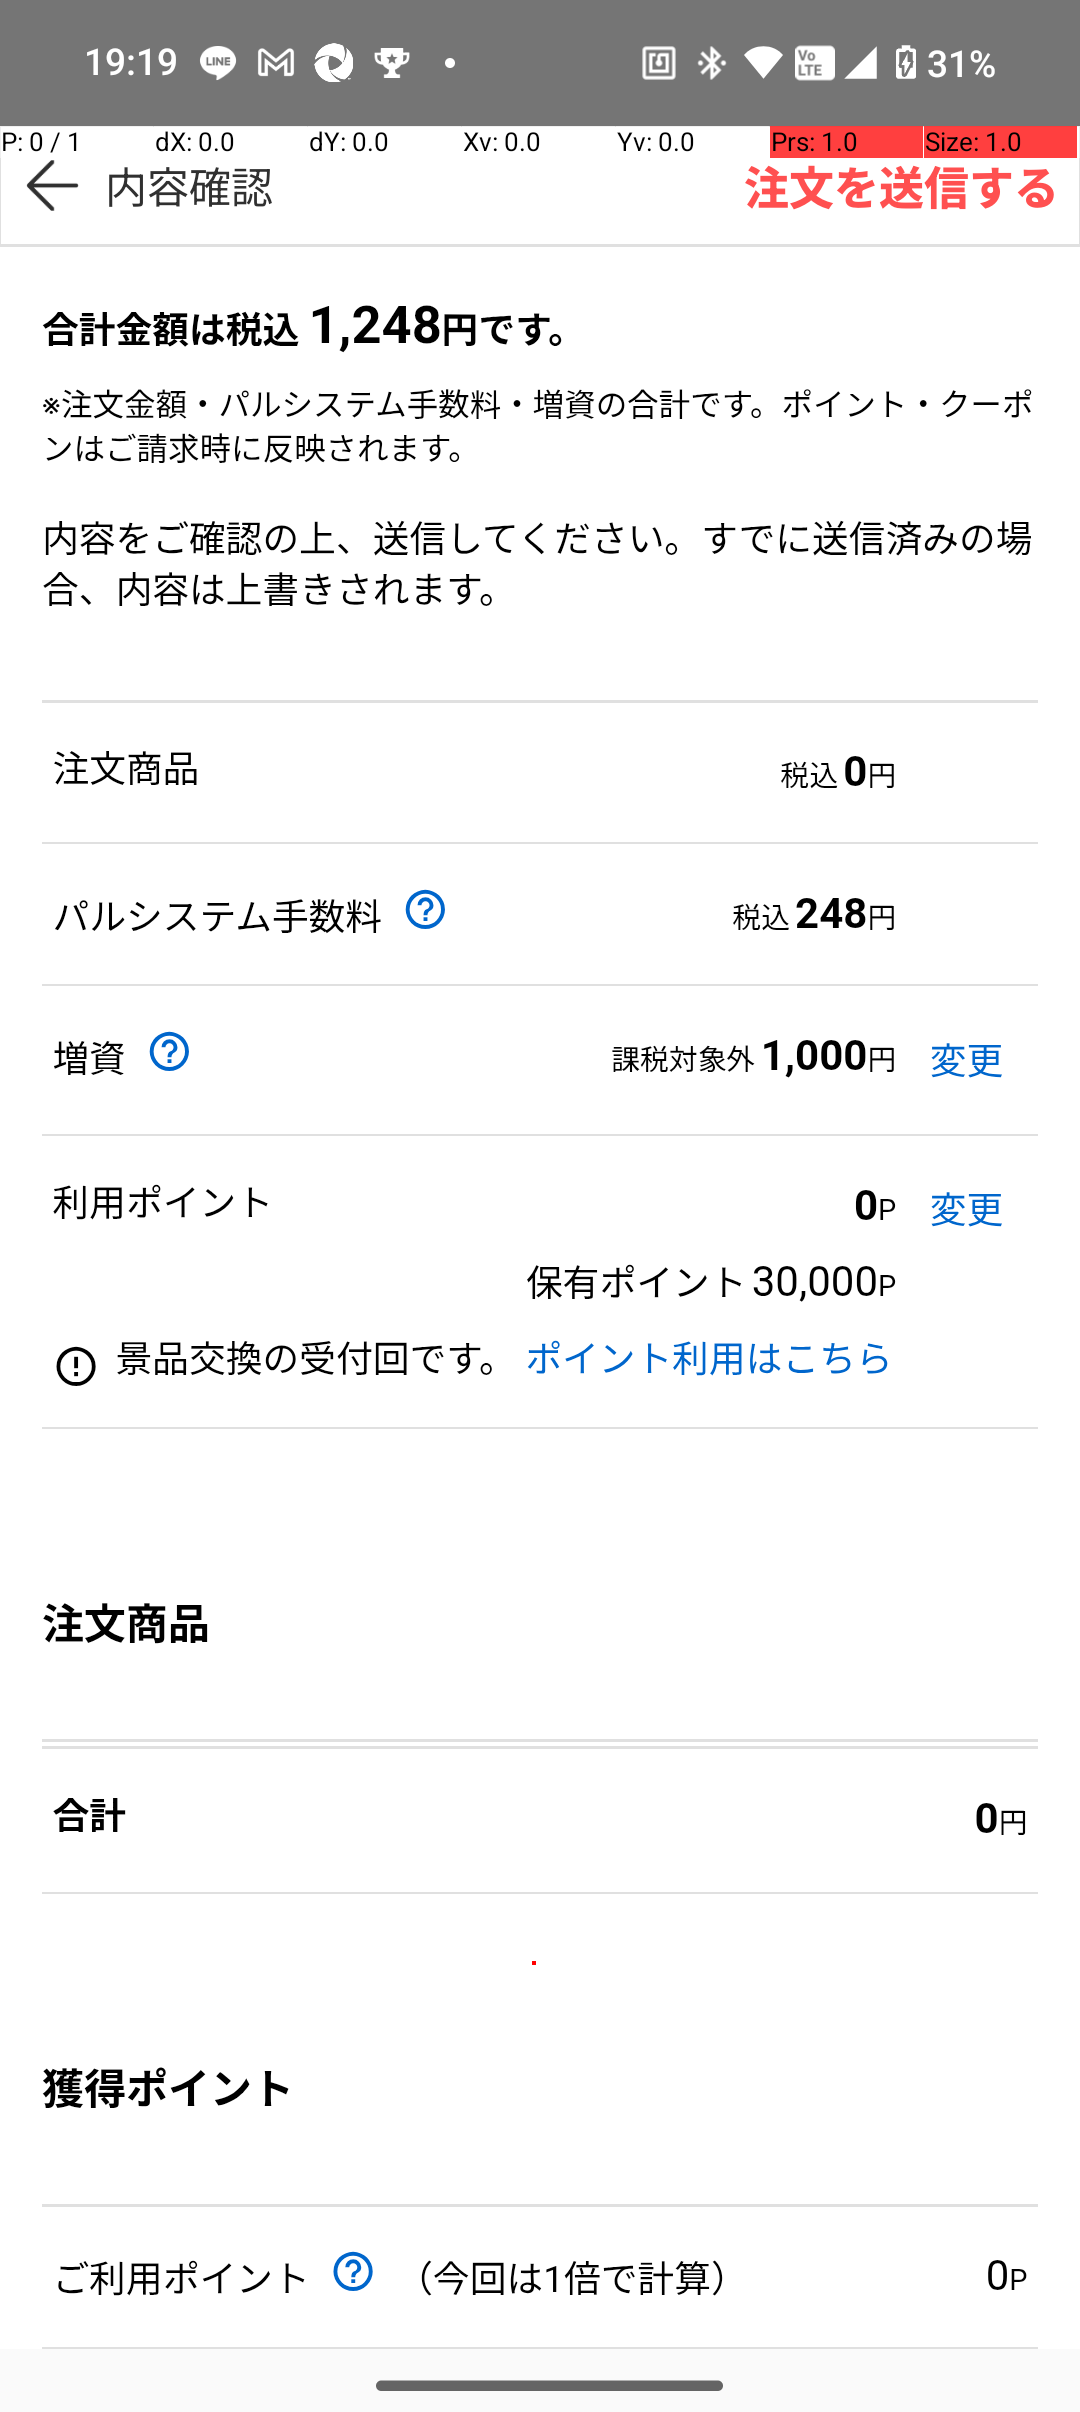 19:19 LINE Vo LTE 31%
P: 0 / 1 dX: 0.0 dY: 0.0 Xv: 0.0 Yv: 0.0 Prs: 1.0 Size: 1.0
内容確認 注文を送信する
合計金額は税込 1,248円です。
※注文金額・パルシステム手数料・増資の合計です。ポイント・クーポ
ンはご請求時に反映されます。
内容をご確認の上、送信してください。すでに送信済みの場
合、内容は上書きされます。
注文商品 税込 0円
パルシステム手数料 ? 税込 248円
増資 ? 課税対象外 1,000円 変更
利用ポイント 0P 変更
保有ポイント 30,000P
景品交換の受付回です。 ポイント利用はこちら
注文商品
合計 0円
獲得ポイント
ご利用ポイント ? （今回は1倍で計算） 0P